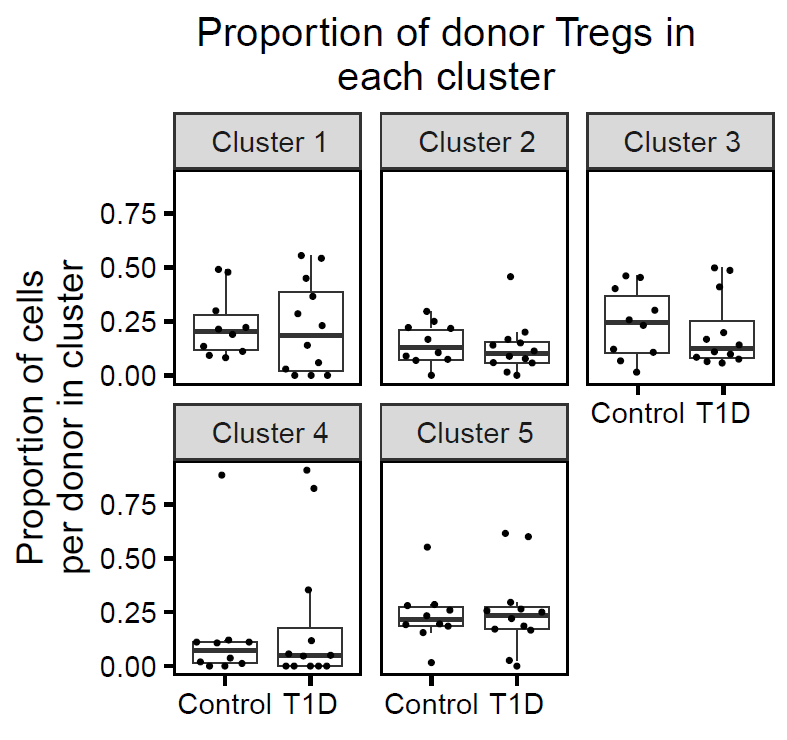 Proportion of donor Tregs in
each cluster
Cluster 1
Cluster 2
Cluster 3
0.75
0.50
0.25
0.00
Control T1D
Cluster 4
Cluster 5
0.75
0.50
0.25
0.00
Control T1D
Control T1D
Proportion of cells
per donor in cluster